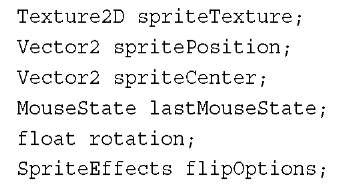 Texture2D spriteTexture;
Vector2 spritePosition;
Vector2 spriteCenter;
MouseState lastMouseState;
float rotation;
SpriteEffects flipOptions;